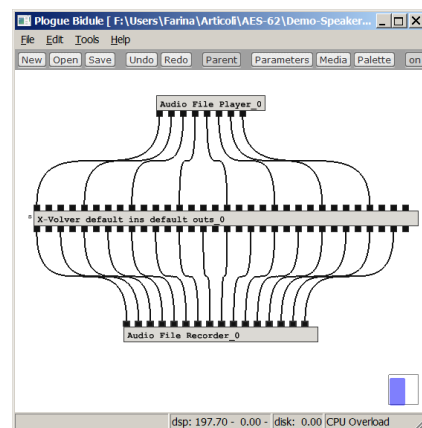 Plogue Bidule [ F:\Users\Farina\Articoli\AES-62\Demo-Speaker...
File Edit Tools Help
New Open Save Undo Redo Parent Parameters Media Palette on
Audio File Player_0
X-Volver default ins default outs_0
Audio File Recorder_0
dsp: 197.70 - 0.00 - disk: 0.00 CPU Overload